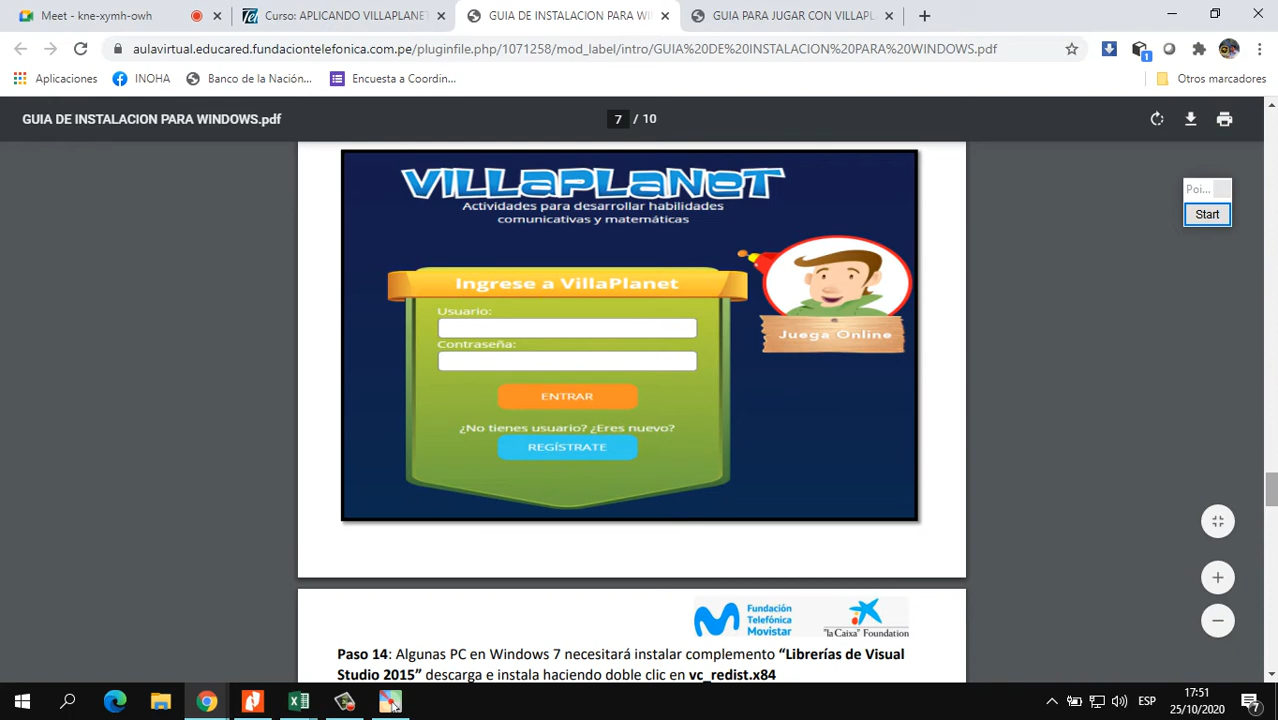 Meet - kne-xymh-owh
Curso: APLICANDO VILLAPLANET
GUIA DE INSTALACION PARA WI
GUIA PARA JUGAR CON VILLAPL
aulavirtual.educared.fundaciontelefonica.com.pe/pluginfile.php/1071258/mod_label/intro/GUIA%20DE%20INSTALACION%20PARA%20WINDOWS.pdf
1
Aplicaciones
INOHA
Banco de la Nación...
Encuesta a Coordin...
Otros marcadores
GUIA DE INSTALACION PARA WINDOWS.pdf
7 / 10
Poi...
Start
VILLAPLANET
Actividades para desarrollar habilidades
comunicativas y matemáticas
Ingrese a VillaPlanet
Usuario:
Contraseña:
ENTRAR
¿No tienes usuario? ¿Eres nuevo?
REGÍSTRATE
Juega Online
Fundación
Telefónica
Movistar
"la Caixa" Foundation
Paso 14: Algunas PC en Windows 7 necesitará instalar complemento “Librerías de Visual
Studio 2015” descarga e instala haciendo doble clic en vc_redist.x84
ESP
17:51
25/10/2020
7